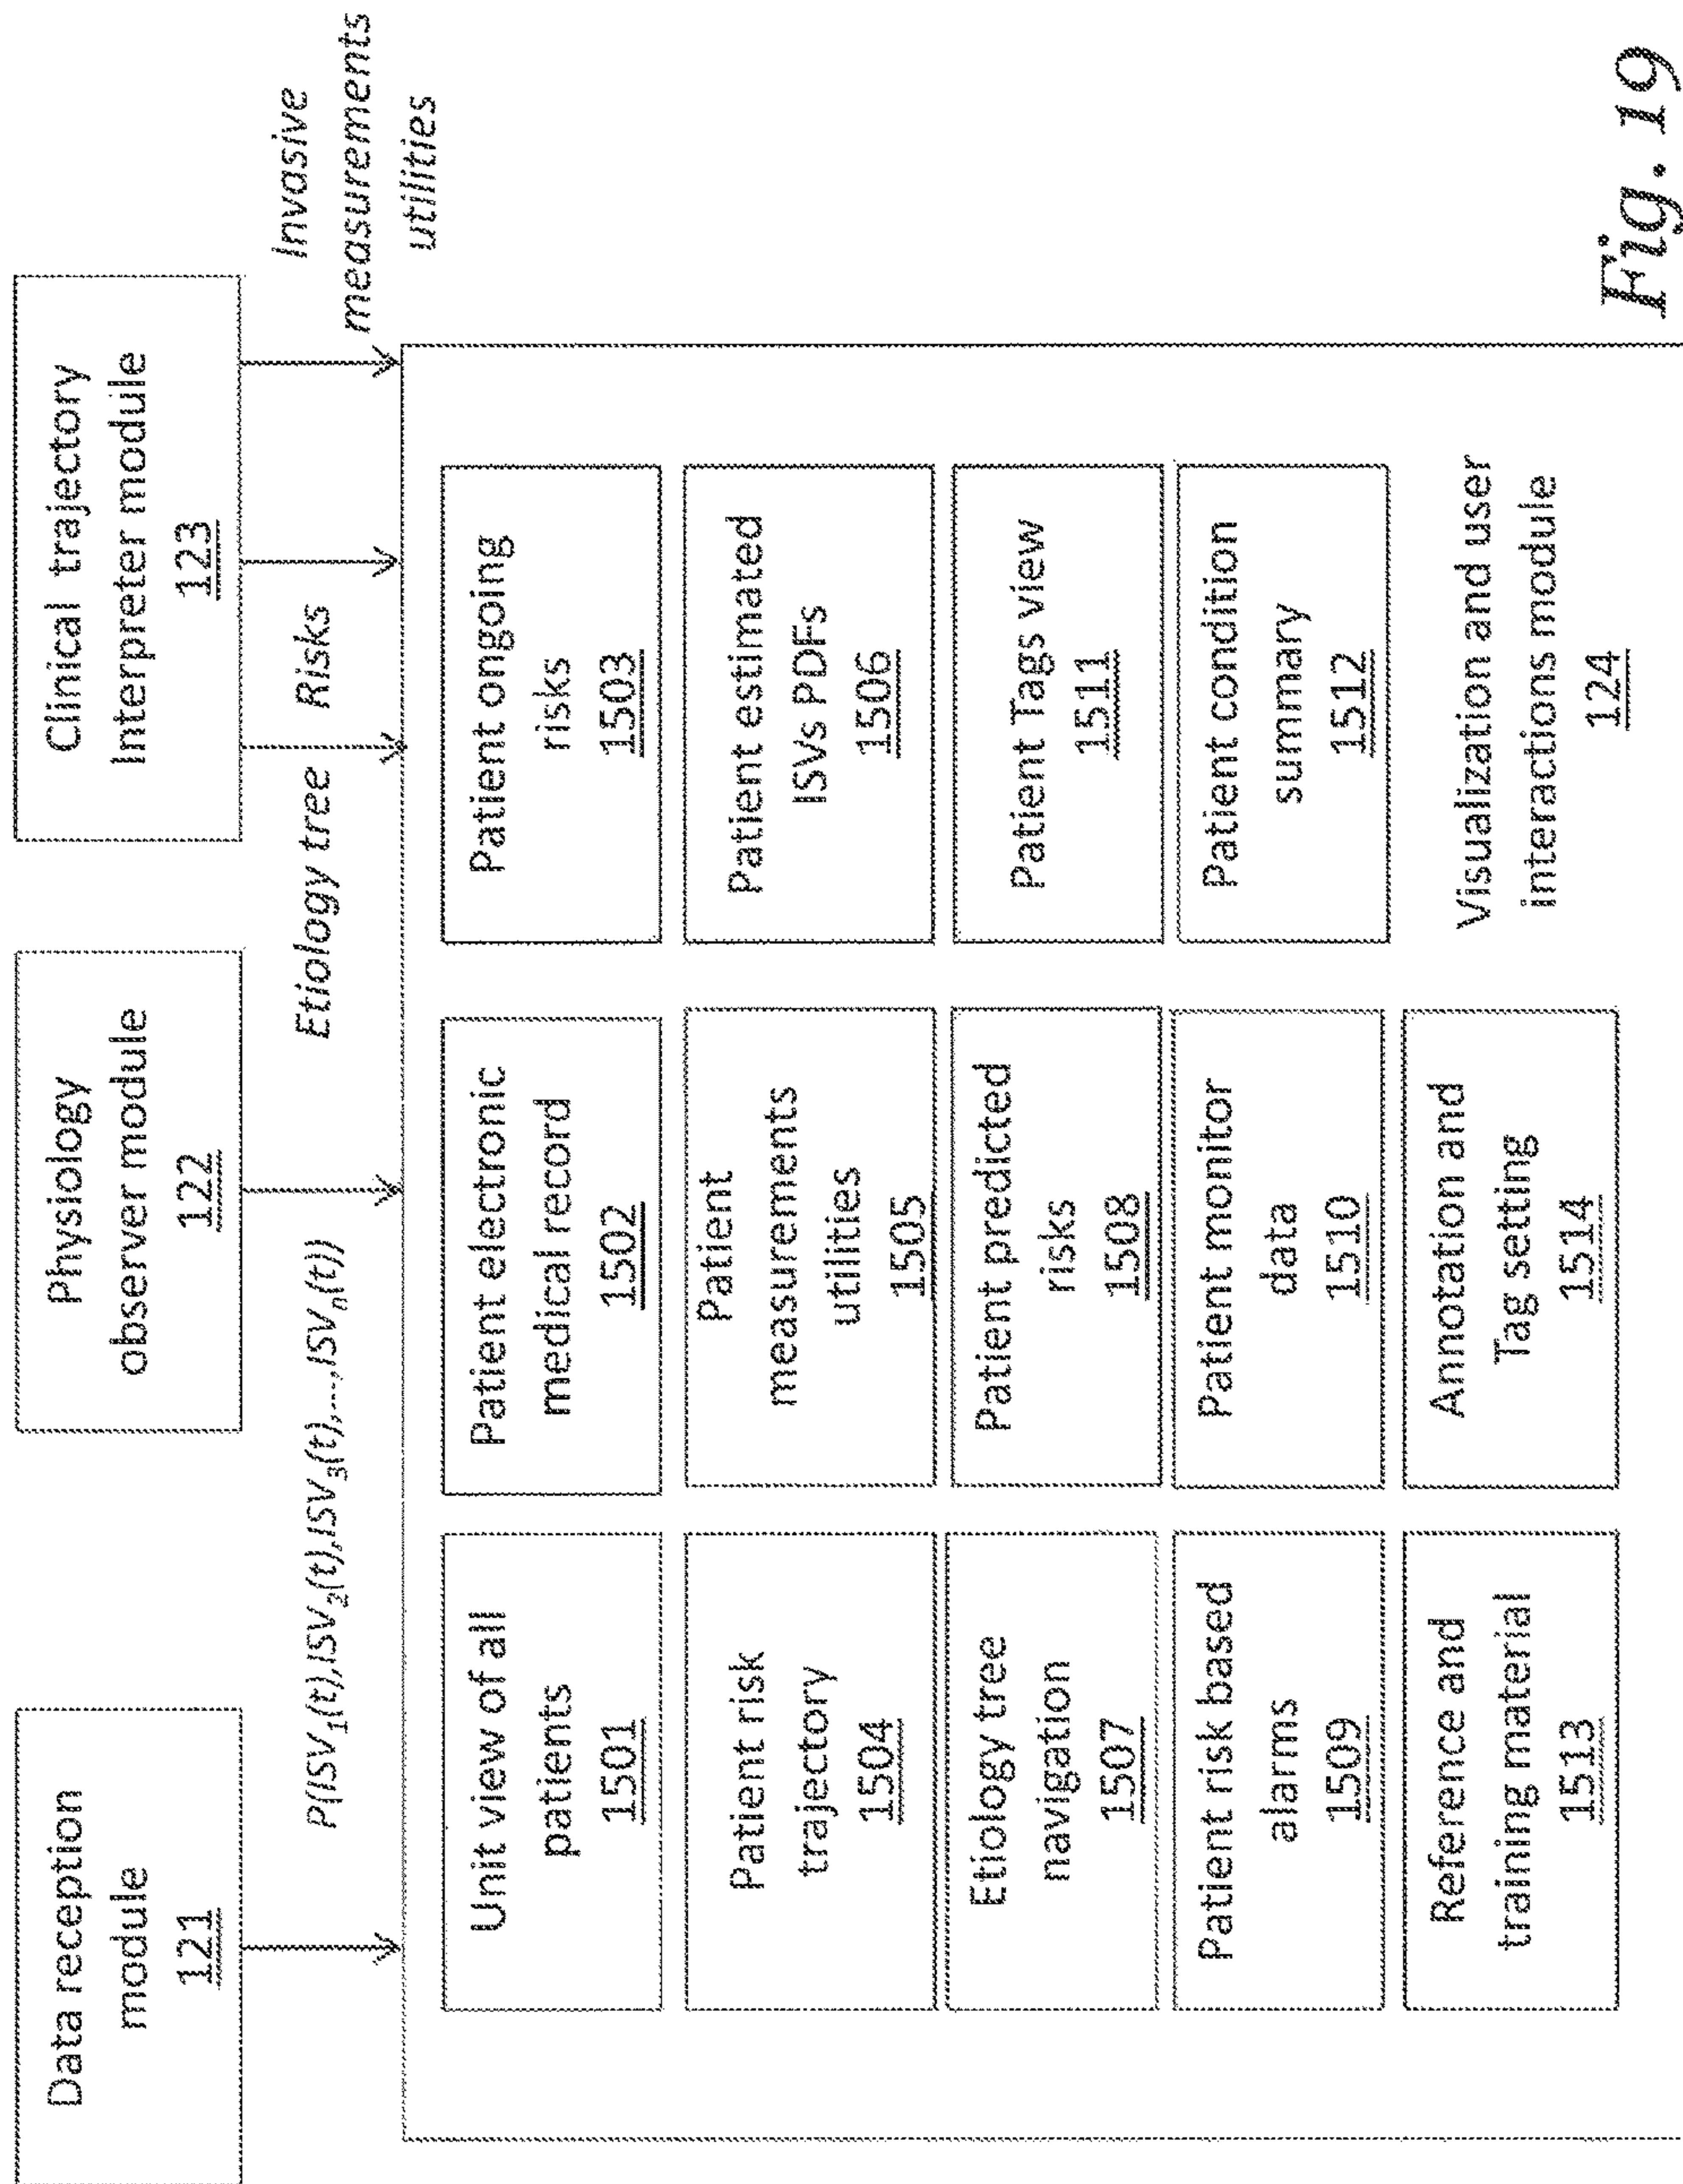 Data reception
module
121
Physiology
observer module
122
Clinical trajectory
Interpreter module
123
P(ISV₁(t),ISV₂(t),ISV₃(t),...,ISVₙ(t))
Etiology tree
Risks
Invasive
measurements
utilities
Unit view of all
patients
1501
Patient electronic
medical record
1502
Patient ongoing
risks
1503
Patient risk
trajectory
1504
Patient
measurements
utilities
1505
Patient estimated
ISVs PDFs
1506
Etiology tree
navigation
1507
Patient predicted
risks
1508
Patient Tags view
1511
Patient risk based
alarms
1509
Patient monitor
data
1510
Patient condition
summary
1512
Reference and
training material
1513
Annotation and
Tag setting
1514
Visualization and user
interactions module
124
Fig. 19